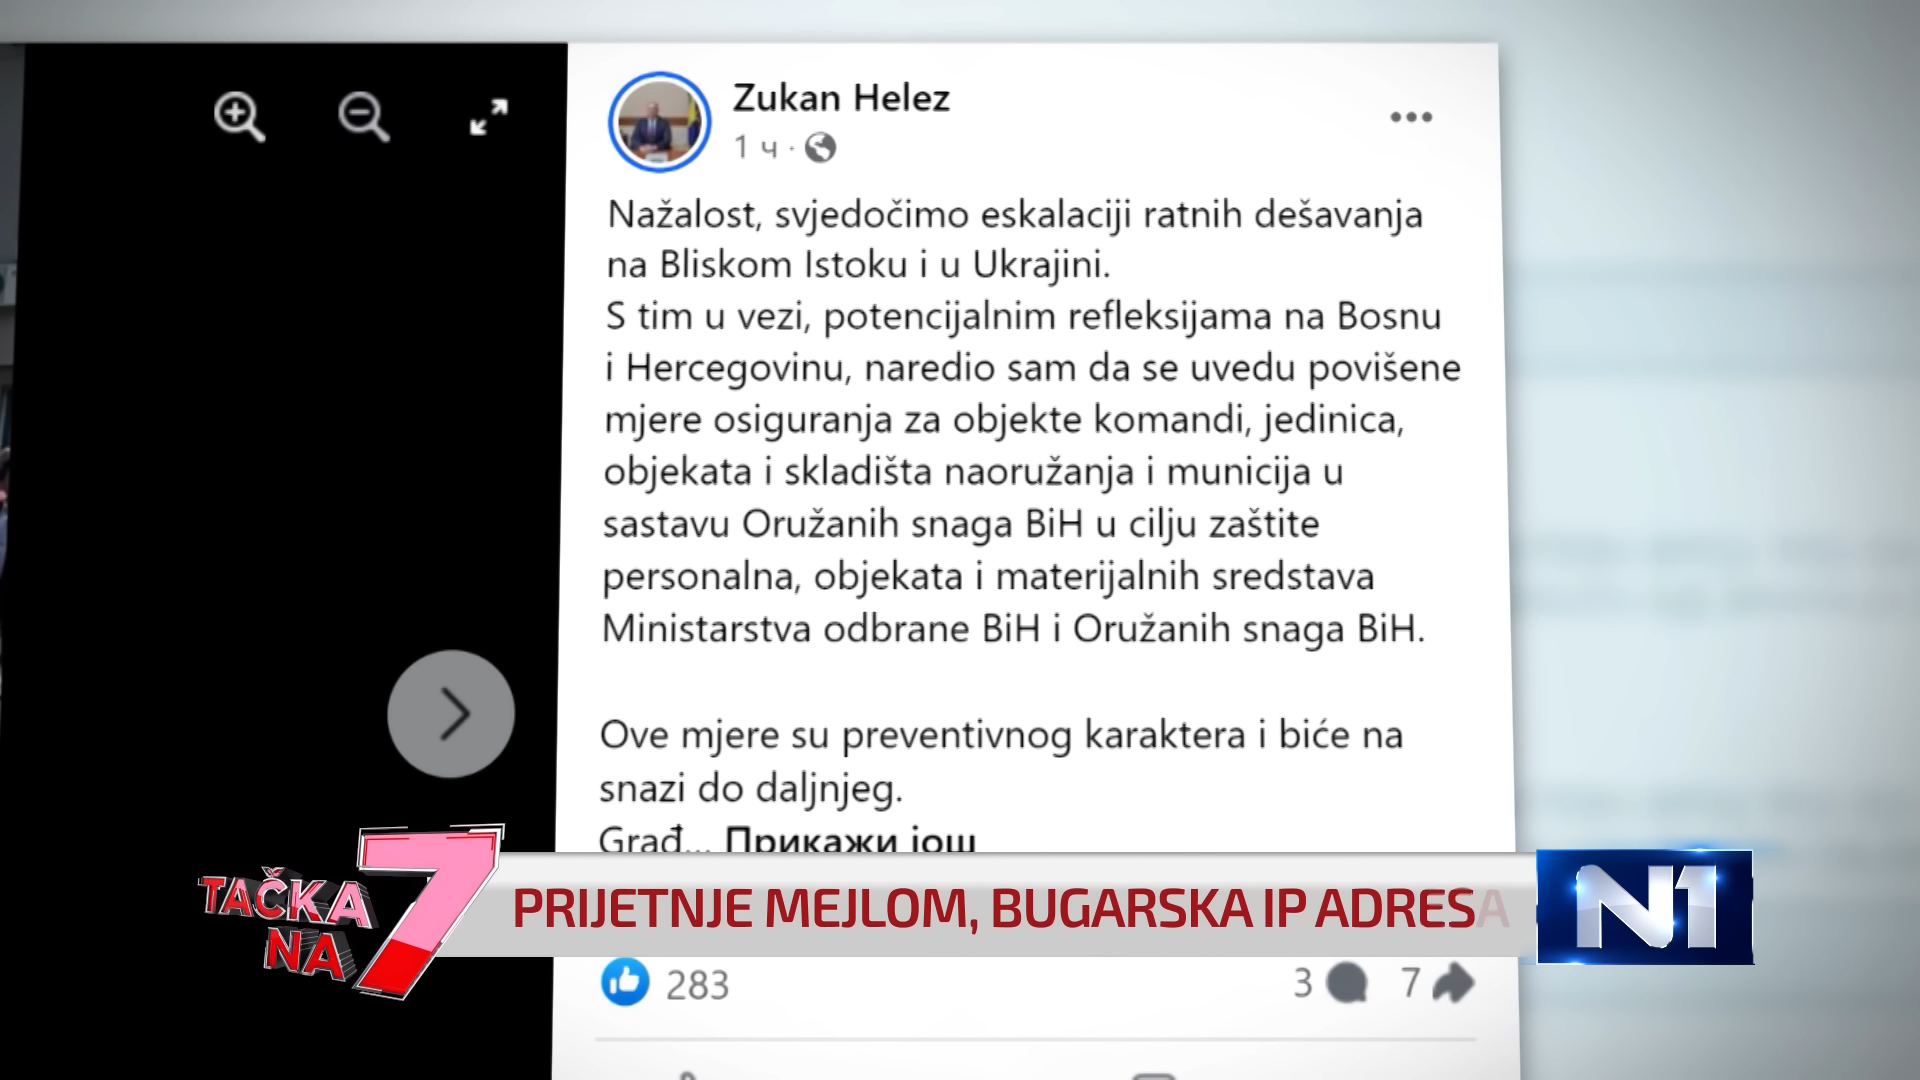 Zukan Helez
1 ч ·
Nažalost, svjedočimo eskalaciji ratnih dešavanja
na Bliskom Istoku i u Ukrajini.
S tim u vezi, potencijalnim refleksijama na Bosnu
i Hercegovinu, naredio sam da se uvedu povišene
mjere osiguranja za objekte komandi, jedinica,
objekata i skladišta naoružanja i municija u
sastavu Oružanih snaga BiH u cilju zaštite
personalna, objekata i materijalnih sredstava
Ministarstva odbrane BiH i Oružanih snaga BiH.
Ove mjere su preventivnog karaktera i biće na
snazi do daljnjeg.
Građ... Прикажи још
TAČKA
NA
7
PRIJETNJE MEJLOM, BUGARSKA IP ADRESA
N1
283
3
7